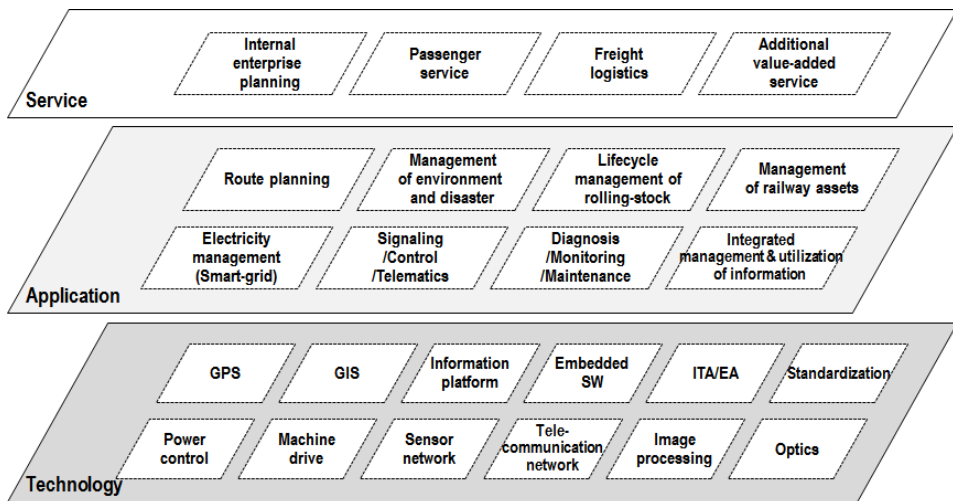 Internal
enterprise
planning
Passenger
service
Freight
logistics
Additional
value-added
service
Service
Route planning
Management
of environment
and disaster
Lifecycle
management of
rolling-stock
Management
of railway assets
Electricity
management
(Smart-grid)
Signaling
/Control
/Telematics
Diagnosis
/Monitoring
/Maintenance
Integrated
management & utilization
of information
Application
GPS
GIS
Information
platform
Embedded
SW
ITA/EA
Standardization
Power
control
Machine
drive
Sensor
network
Tele-
communication
network
Image
processing
Optics
Technology